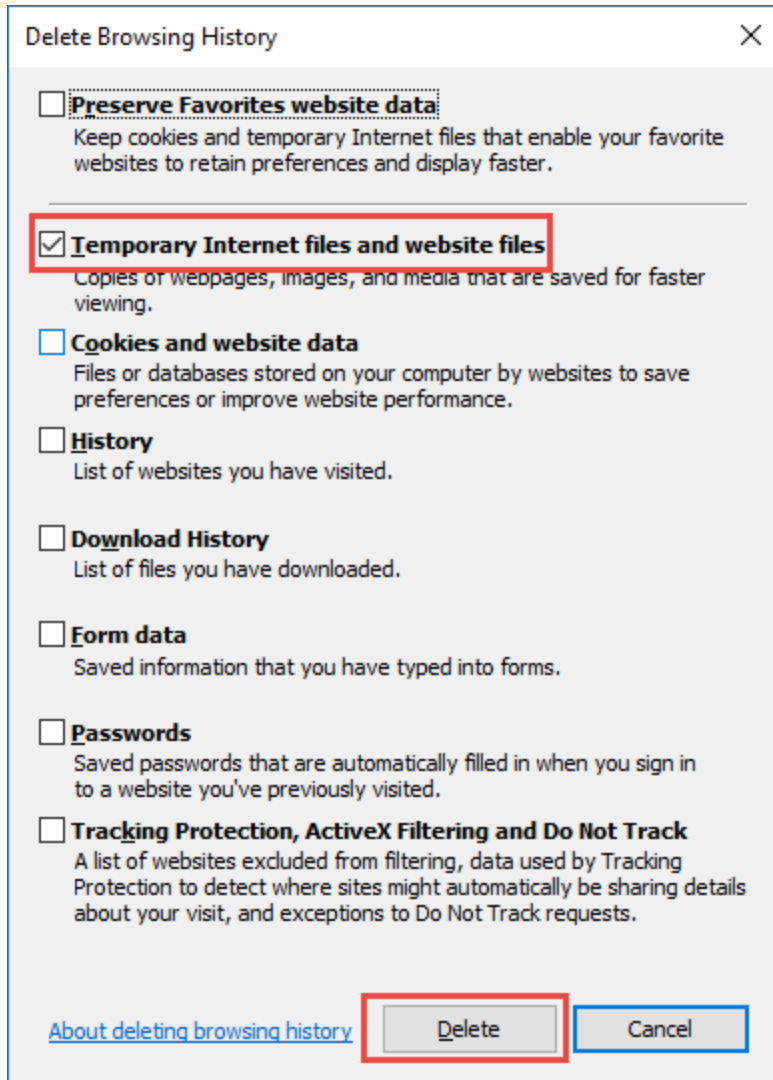 Delete Browsing History
Preserve Favorites website data
Keep cookies and temporary Internet files that enable your favorite
websites to retain preferences and display faster.
Temporary Internet files and website files
Copies of webpages, images, and media that are saved for faster
viewing.
Cookies and website data
Files or databases stored on your computer by websites to save
preferences or improve website performance.
History
List of websites you have visited.
Download History
List of files you have downloaded.
Form data
Saved information that you have typed into forms.
Passwords
Saved passwords that are automatically filled in when you sign in
to a website you've previously visited.
Tracking Protection, ActiveX Filtering and Do Not Track
A list of websites excluded from filtering, data used by Tracking
Protection to detect where sites might automatically be sharing details
about your visit, and exceptions to Do Not Track requests.
About deleting browsing history Delete Cancel